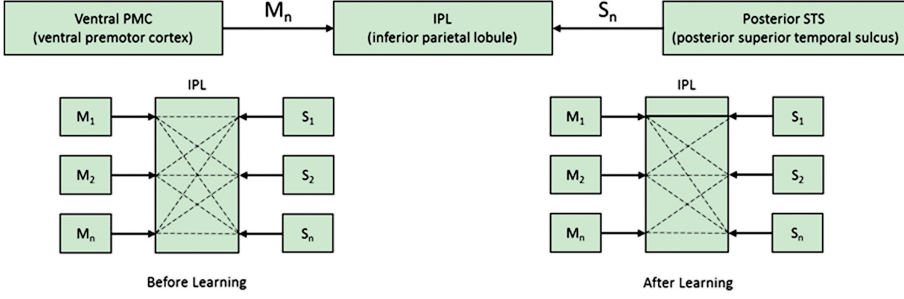 Ventral PMC
(ventral premotor cortex)
Mₙ
IPL
(inferior parietal lobule)
Sₙ
Posterior STS
(posterior superior temporal sulcus)
IPL
M₁
S₁
M₂
S₂
Mₙ
Sₙ
Before Learning
IPL
M₁
S₁
M₂
S₂
Mₙ
Sₙ
After Learning